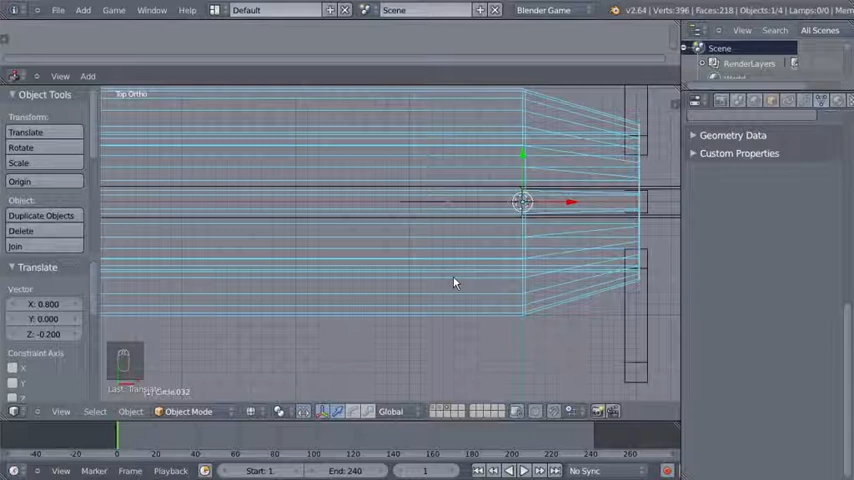 File Add Game Window Help Default Scene Blender Game v2.64 | Verts:396 | Faces:218 | Objects:1/4 | Lamps:0/0 |
View Search All Scenes
Scene
RenderLayers
View Add
Object Tools
Top Ortho
Transform:
Translate
Rotate
Scale
Origin
Object:
Duplicate Objects
Delete
Join
Translate
Vector
X: 0.800
Y: 0.000
Z: -0.200
Constraint Axis
X
Y
Last: Translate
(1) Circle.032
Geometry Data
Custom Properties
View Select Object Object Mode Global
-40 -20 0 20 40 60 80 100 120 140 160 180 200 220 240 260
View Marker Frame Playback Start: 1 End: 240 1 No Sync